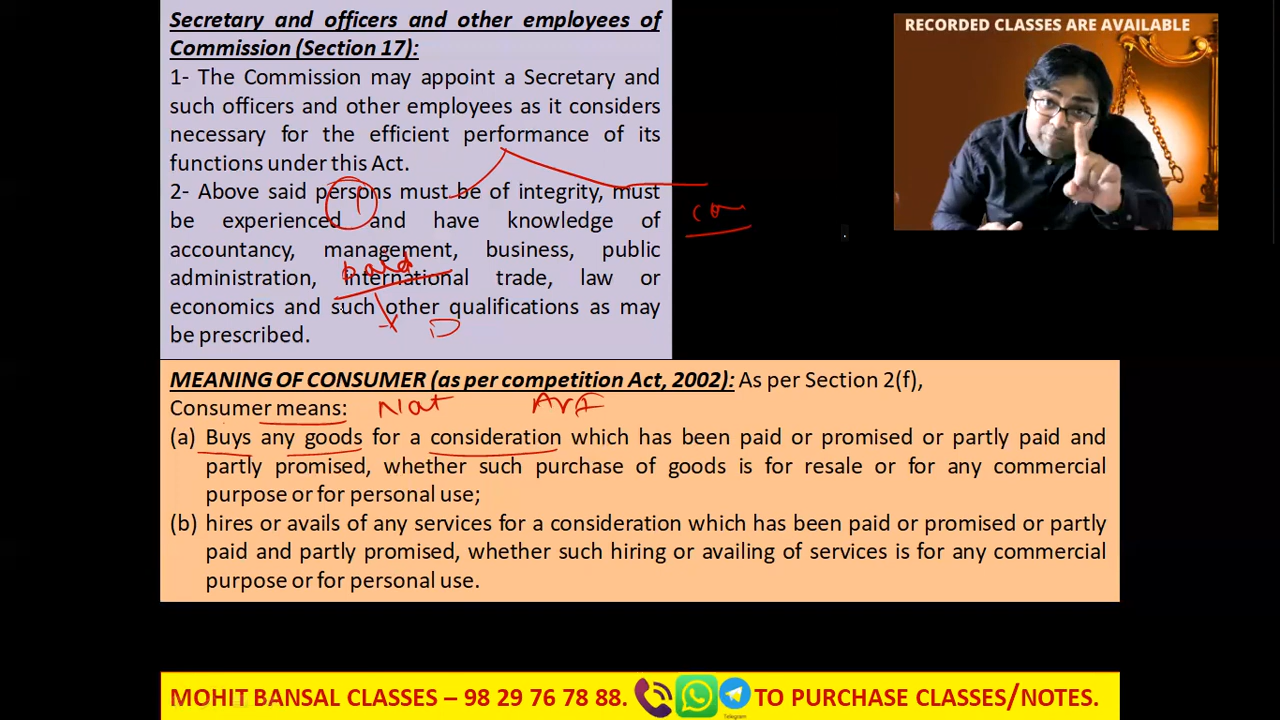 Secretary and officers and other employees of
Commission (Section 17):
1- The Commission may appoint a Secretary and
such officers and other employees as it considers
necessary for the efficient performance of its
functions under this Act.
2- Above said persons must be of integrity, must
be experienced and have knowledge of
accountancy, management, business, public
administration, international trade, law or
economics and such other qualifications as may
be prescribed.
RECORDED CLASSES ARE AVAILABLE
MEANING OF CONSUMER (as per competition Act, 2002): As per Section 2(f),
Consumer means:
Nat
(a) Buys any goods for a consideration which has been paid or promised or partly paid and
partly promised, whether such purchase of goods is for resale or for any commercial
purpose or for personal use;
(b) hires or avails of any services for a consideration which has been paid or promised or partly
paid and partly promised, whether such hiring or availing of services is for any commercial
purpose or for personal use.
MOHIT BANSAL CLASSES – 98 29 76 78 88. TO PURCHASE CLASSES/NOTES.
Telegram